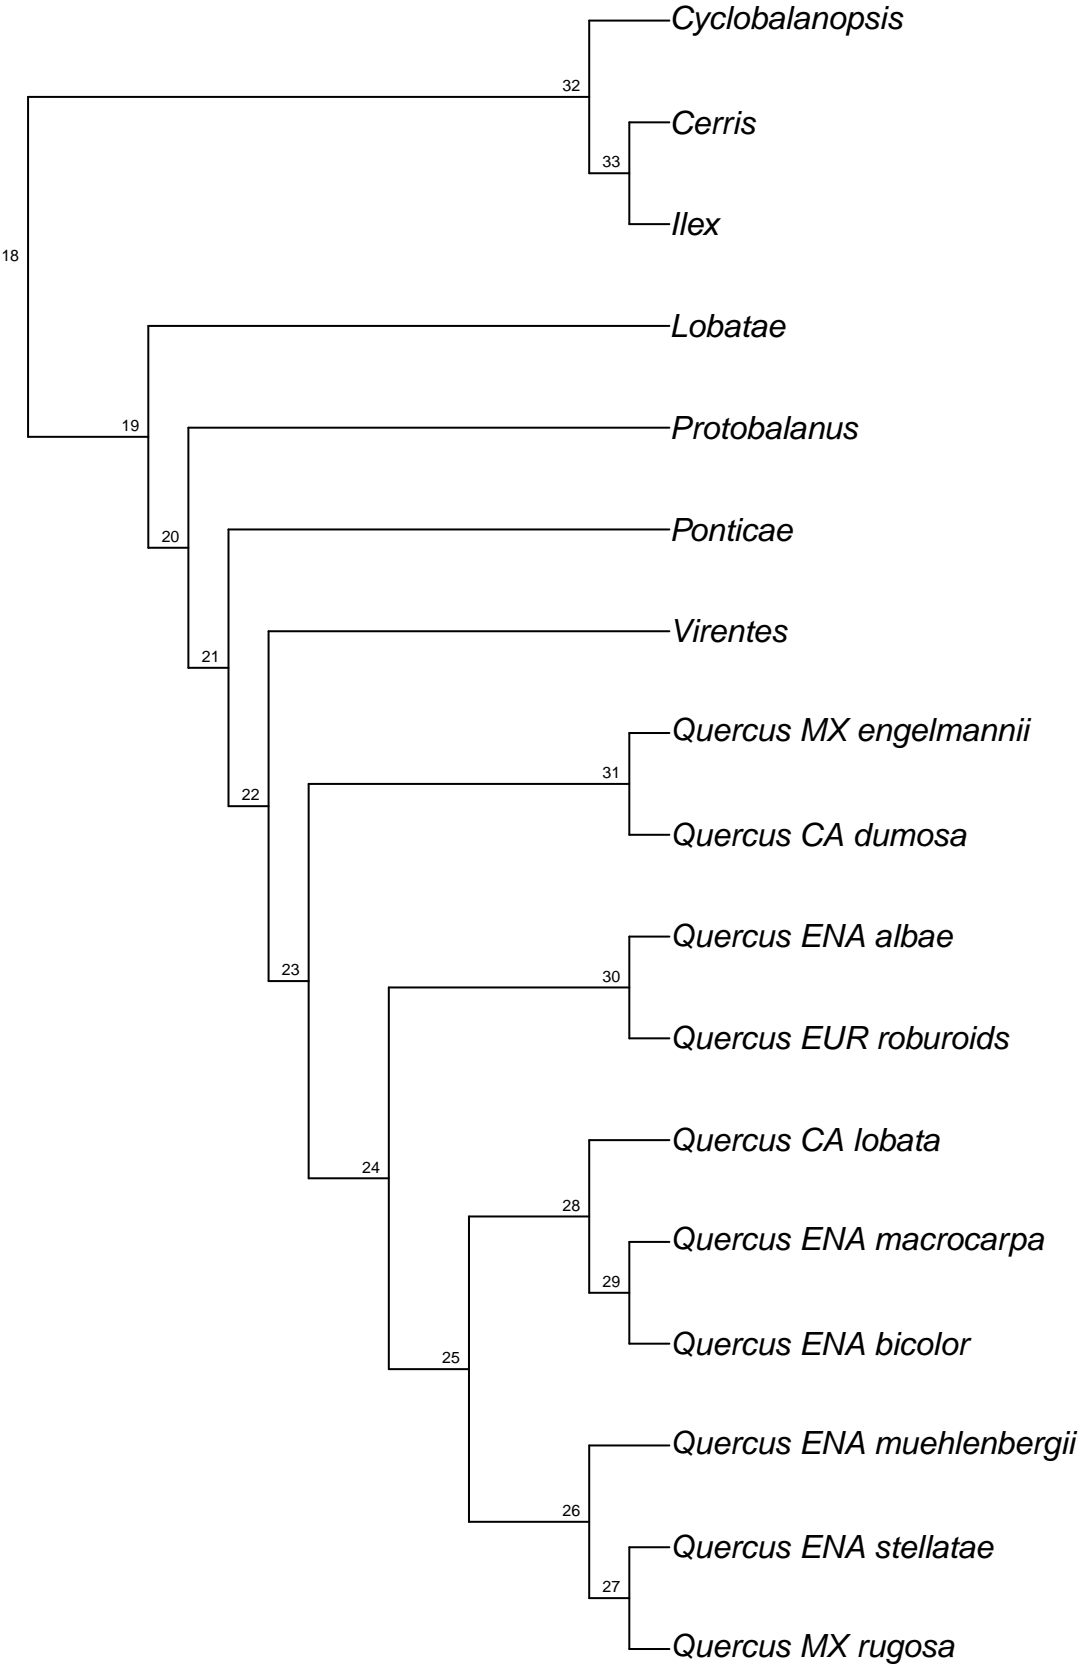 Cyclobalanopsis
32
Cerris
33
Ilex
18
Lobatae
19
Protobalanus
20
Ponticae
21
Virentes
22
Quercus MX engelmannii
31
Quercus CA dumosa
Quercus ENA albae
23
30
Quercus EUR roburoids
Quercus CA lobata
24
28
Quercus ENA macrocarpa
29
Quercus ENA bicolor
25
Quercus ENA muehlenbergii
26
Quercus ENA stellatae
27
Quercus MX rugosa